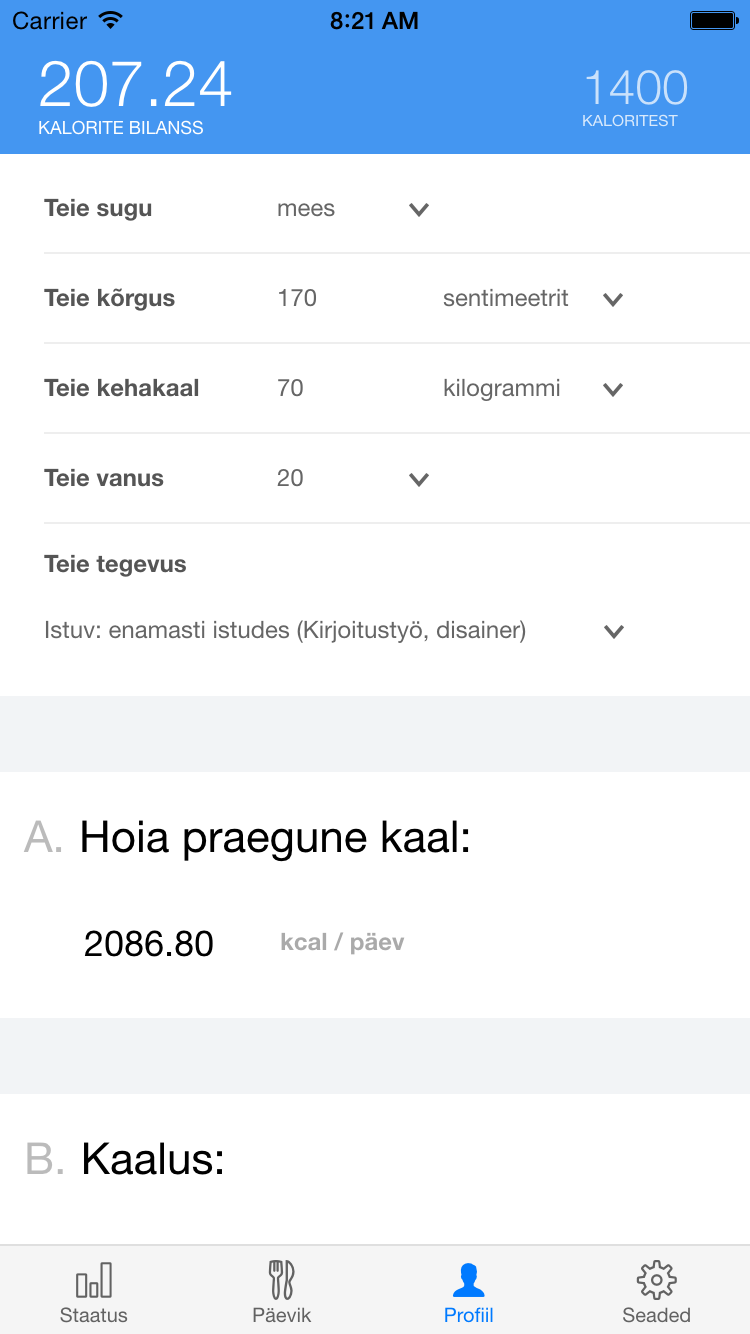 Carrier 8:21 AM
207.24 1400
KALORITE BILANSS KALORITEST
Teie sugu mees
Teie kõrgus 170 sentimeetrit
Teie kehakaal 70 kilogrammi
Teie vanus 20
Teie tegevus
Istuv: enamasti istudes (Kirjoitustyö, disainer)
A. Hoia praegune kaal:
2086.80 kcal / päev
B. Kaalus:
Staatus Päevik Profiil Seaded